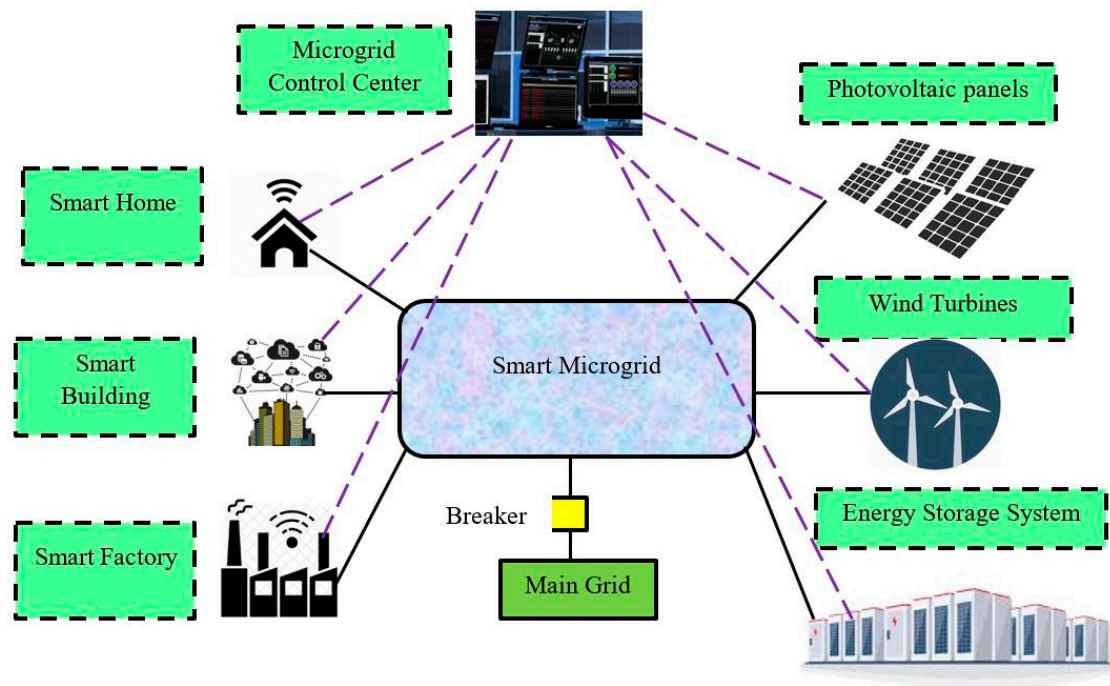 Microgrid
Control Center
Photovoltaic panels
Smart Home
Wind Turbines
Smart Microgrid
Smart
Building
Energy Storage System
Breaker
Smart Factory
Main Grid